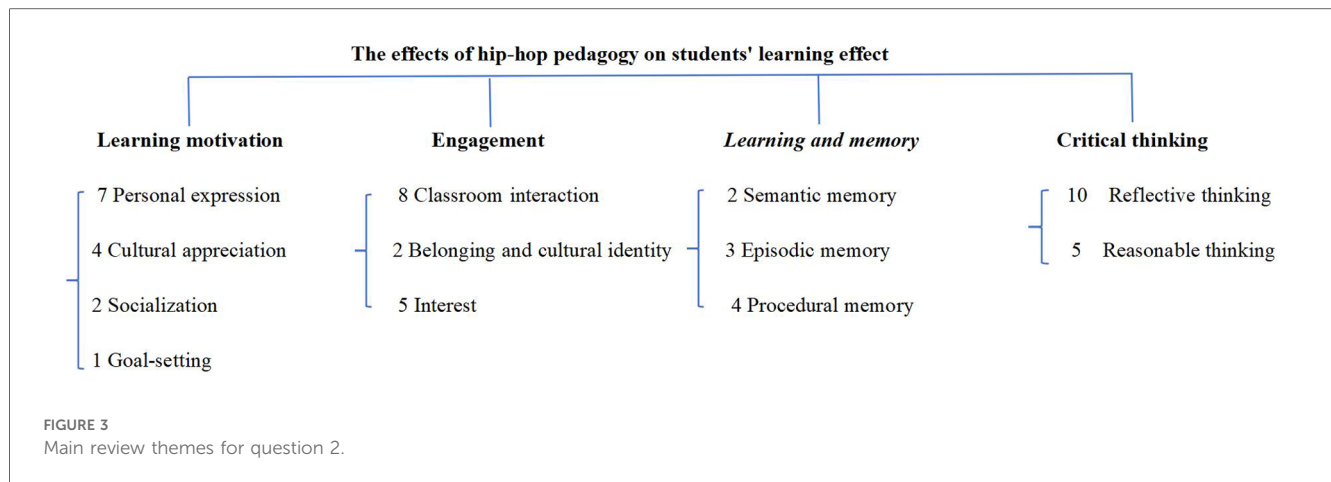 The effects of hip-hop pedagogy on students' learning effect
Learning motivation
7 Personal expression
4 Cultural appreciation
2 Socialization
1 Goal-setting
Engagement
8 Classroom interaction
2 Belonging and cultural identity
5 Interest
Learning and memory
2 Semantic memory
3 Episodic memory
4 Procedural memory
Critical thinking
10 Reflective thinking
5 Reasonable thinking
FIGURE 3
Main review themes for question 2.